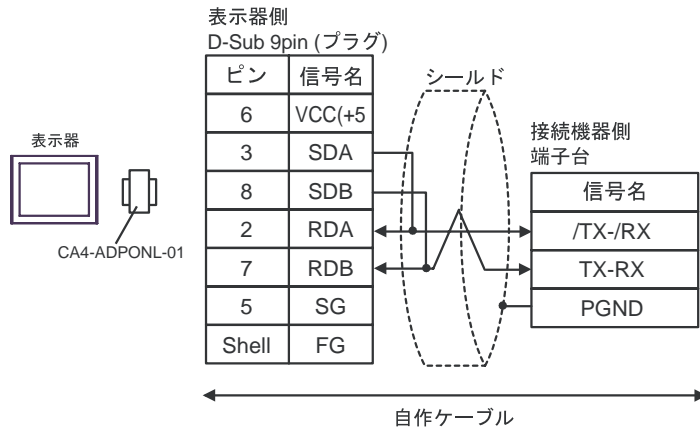 表示器側
D-Sub 9pin (プラグ)
ピン 信号名
6 VCC(+5
3 SDA
8 SDB
2 RDA
7 RDB
5 SG
Shell FG
シールド
接続機器側
端子台
信号名
/TX-/RX
TX-RX
PGND
表示器
CA4-ADPONL-01
自作ケーブル